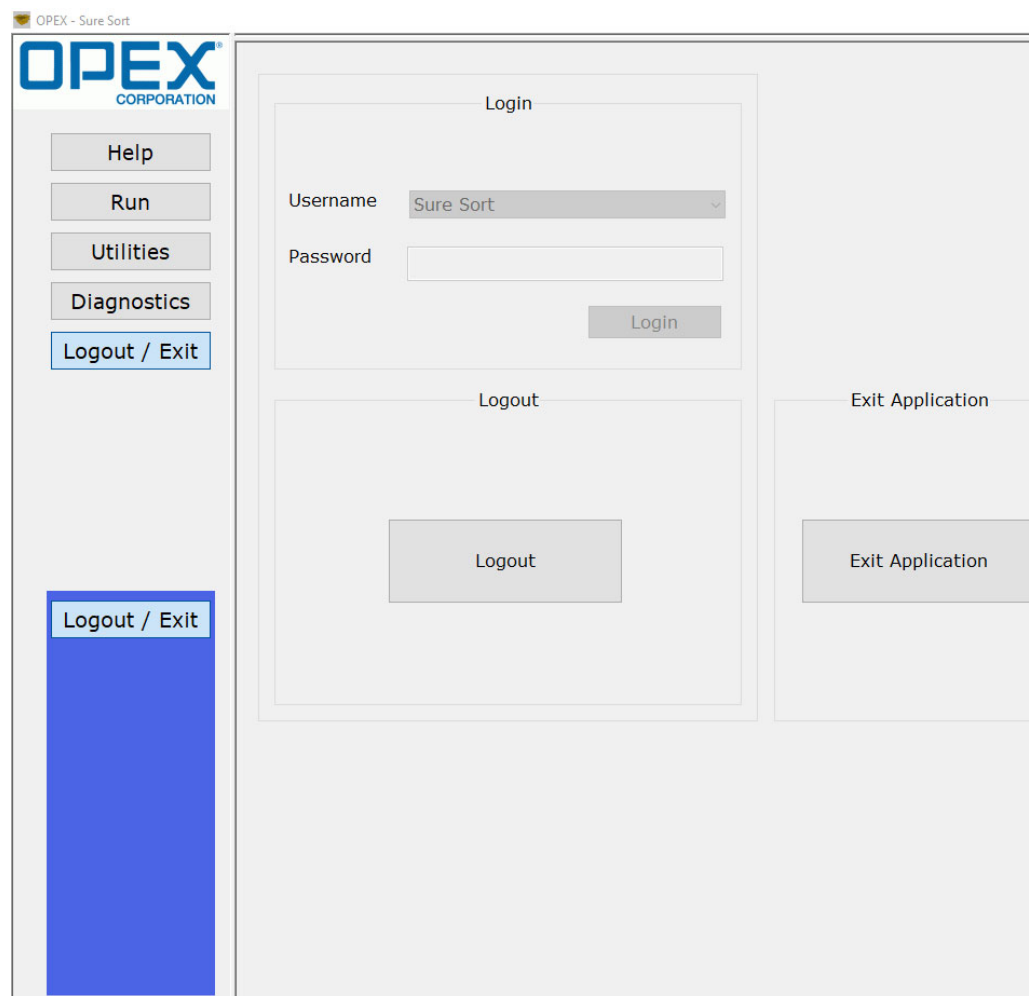 OPEX - Sure Sort
OPEX®
CORPORATION
Help
Run
Utilities
Diagnostics
Logout / Exit
Logout / Exit
Login
Username
Sure Sort
Password
Login
Logout
Logout
Exit Application
Exit Application